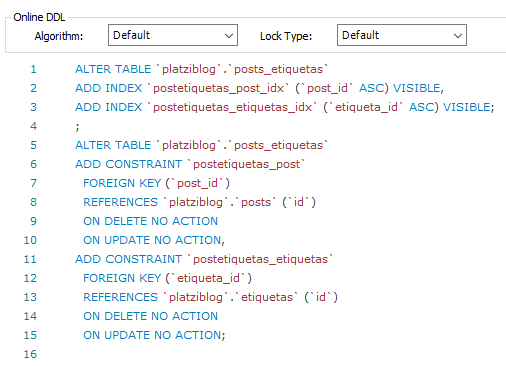 Online DDL
Algorithm: Default Lock Type: Default
1 ALTER TABLE `platziblog`.`posts_etiquetas`
2 ADD INDEX `postetiquetas_post_idx` (`post_id` ASC) VISIBLE,
3 ADD INDEX `postetiquetas_etiquetas_idx` (`etiqueta_id` ASC) VISIBLE;
4 ;
5 ALTER TABLE `platziblog`.`posts_etiquetas`
6 ADD CONSTRAINT `postetiquetas_post`
7 FOREIGN KEY (`post_id`)
8 REFERENCES `platziblog`.`posts` (`id`)
9 ON DELETE NO ACTION
10 ON UPDATE NO ACTION,
11 ADD CONSTRAINT `postetiquetas_etiquetas`
12 FOREIGN KEY (`etiqueta_id`)
13 REFERENCES `platziblog`.`etiquetas` (`id`)
14 ON DELETE NO ACTION
15 ON UPDATE NO ACTION;
16